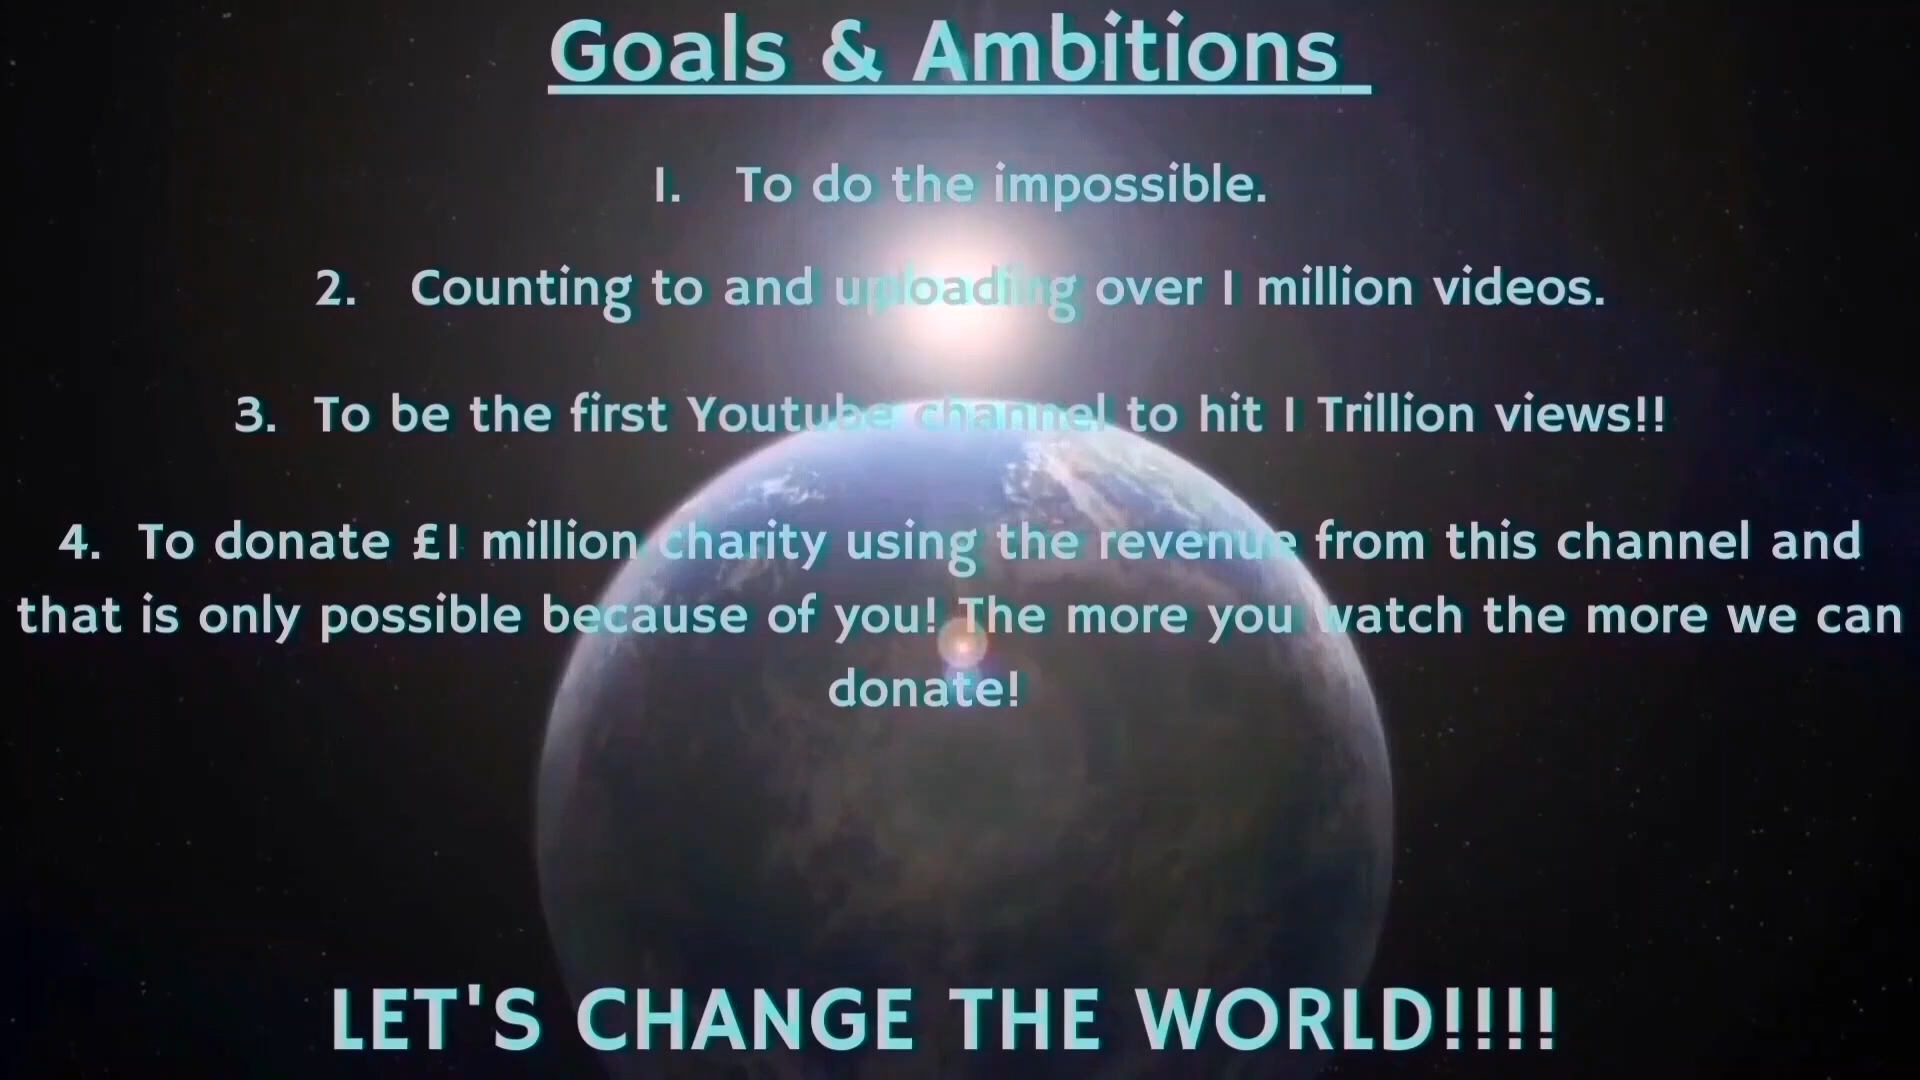 Goals & Ambitions
1. To do the impossible.
2. Counting to and uploading over 1 million videos.
3. To be the first Youtube channel to hit 1 Trillion views!!
4. To donate £1 million charity using the revenue from this channel and
that is only possible because of you! The more you watch the more we can
donate!
LET'S CHANGE THE WORLD!!!!